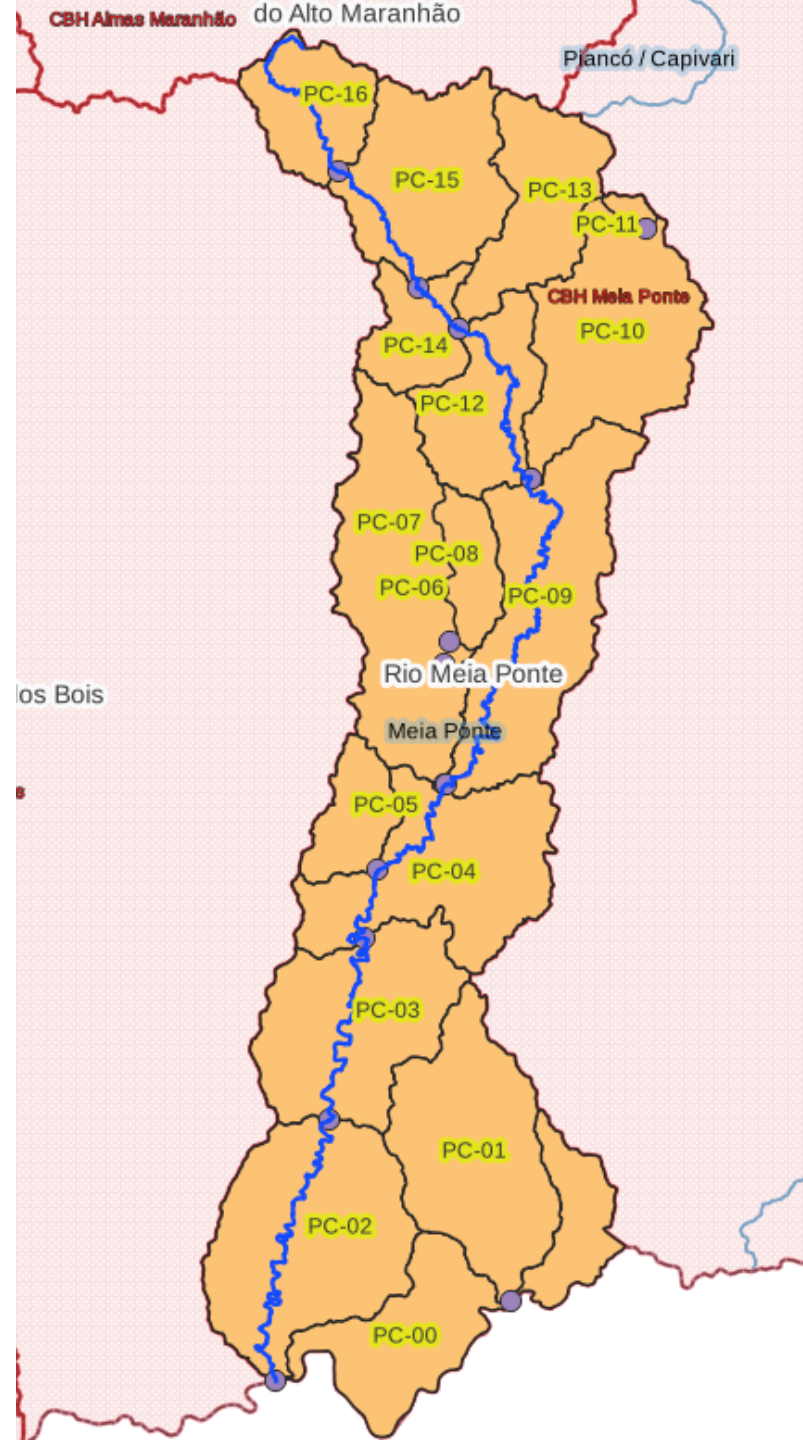 CBH Almas Maranhão
do Alto Maranhão
Piancó / Capivari
PC-16
PC-15
PC-13
PC-11
CBH Meia Ponte
PC-10
PC-14
PC-12
PC-07
PC-08
PC-06
PC-09
Rio Meia Ponte
los Bois
Meia Ponte
s
PC-05
PC-04
PC-03
PC-01
PC-02
PC-00